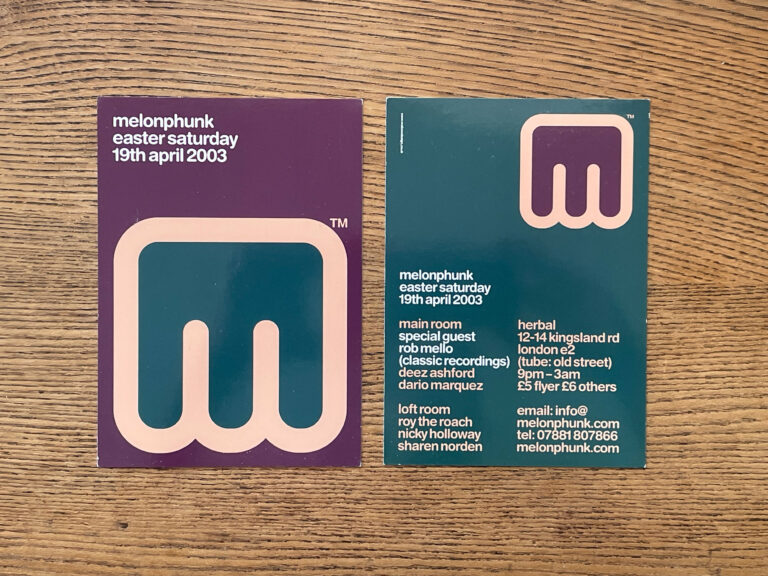 melonphunk
easter saturday
19th april 2003
TM
TM
melonphunk
easter saturday
19th april 2003
main room
special guest
rob mello
(classic recordings)
deez ashford
dario marquez
loft room
roy the roach
nicky holloway
sharen norden
herbal
12-14 kingsland rd
london e2
(tube: old street)
9pm – 3am
£5 flyer £6 others
email: info@
melonphunk.com
tel: 07881 807866
melonphunk.com